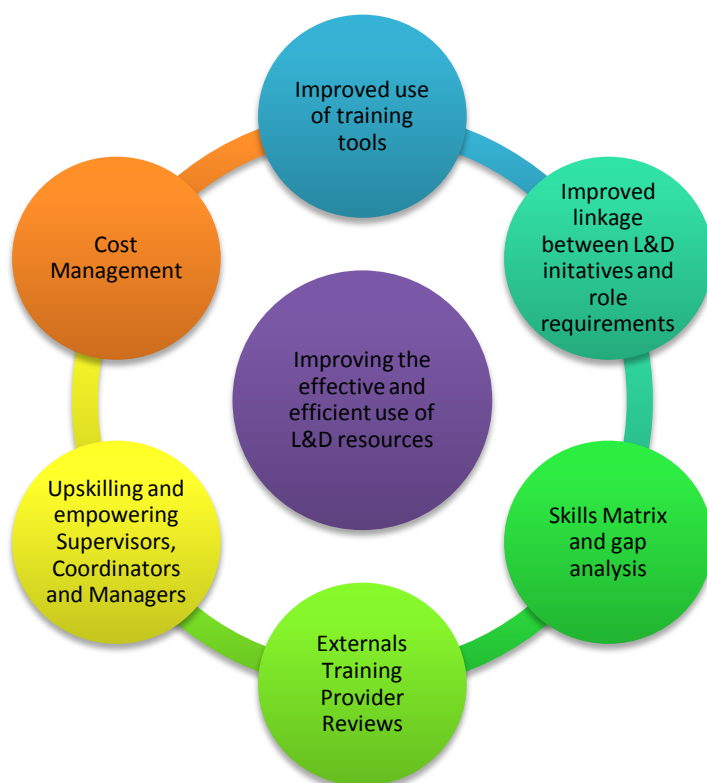 Improved use
of training
tools
Improved
linkage
between L&D
initatives and
role
requirements
Skills Matrix
and gap
analysis
Externals
Training
Provider
Reviews
Upskilling and
empowering
Supervisors,
Coordinators
and Managers
Cost
Management
Improving the
effective and
efficient use of
L&D resources